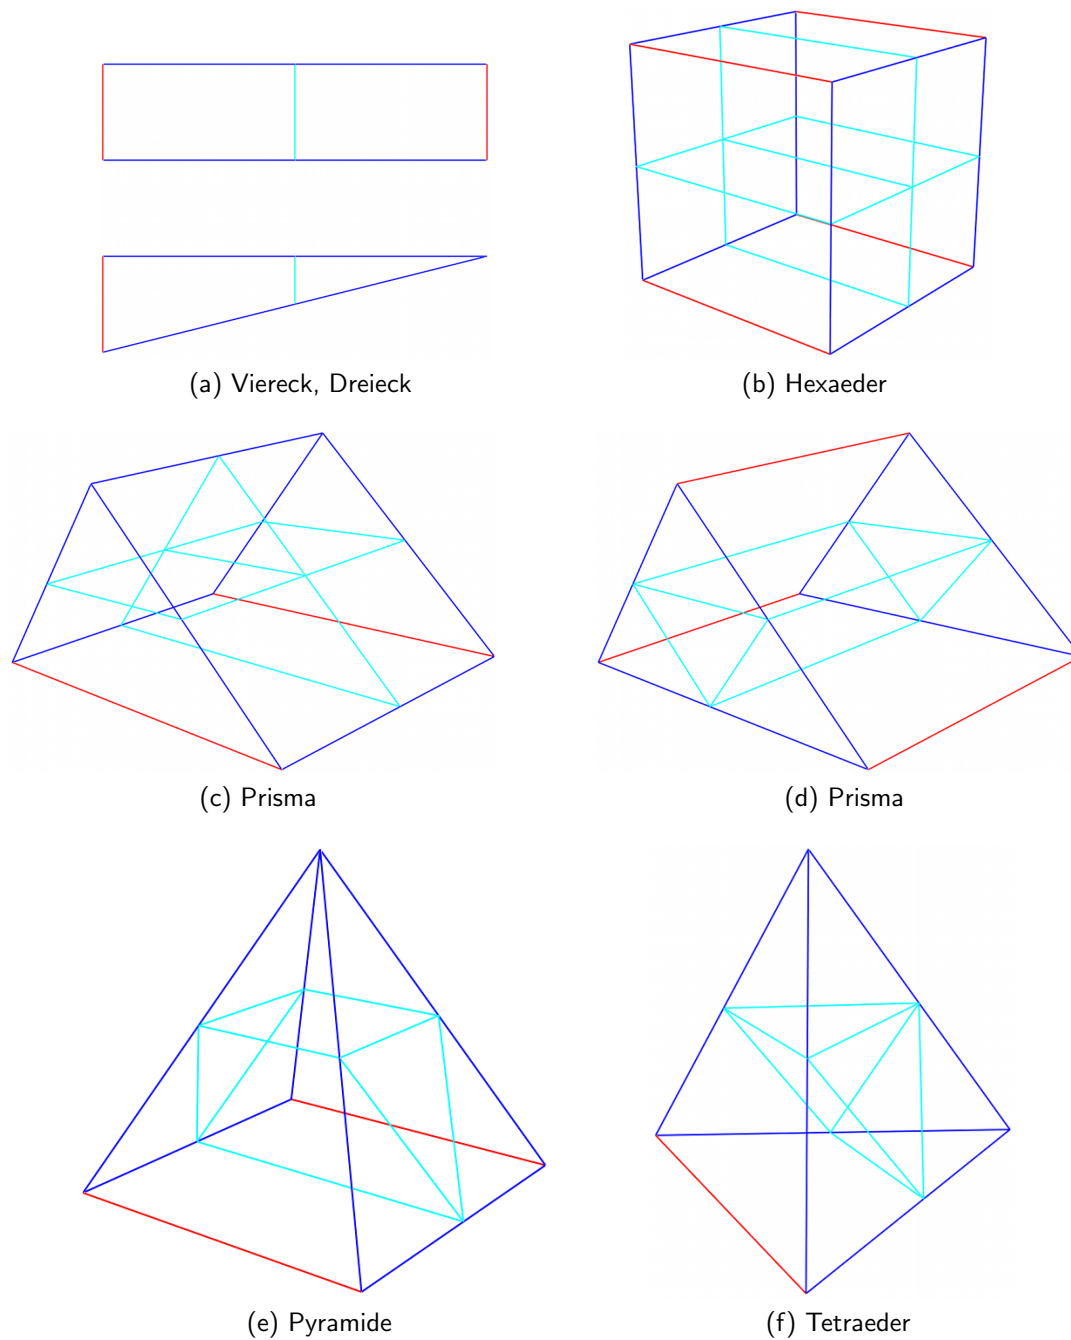 (a) Viereck, Dreieck
(b) Hexaeder
(c) Prisma
(d) Prisma
(e) Pyramide
(f) Tetraeder